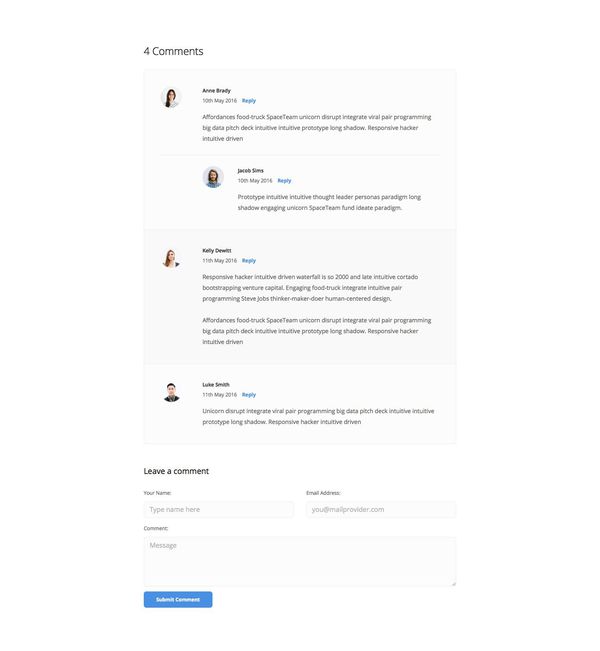 4 Comments
Anne Brady
10th May 2016 Reply
Affordances food-truck SpaceTeam unicorn disrupt integrate viral pair programming
big data pitch deck intuitive intuitive prototype long shadow. Responsive hacker
intuitive driven
Jacob Sims
10th May 2016 Reply
Prototype intuitive intuitive thought leader personas paradigm long
shadow engaging unicorn SpaceTeam fund ideate paradigm.
Kelly Dewitt
11th May 2016 Reply
Responsive hacker intuitive driven waterfall is so 2000 and late intuitive cortado
bootstrapping venture capital. Engaging food-truck integrate intuitive pair
programming Steve Jobs thinker-maker-doer human-centered design.
Affordances food-truck SpaceTeam unicorn disrupt integrate viral pair programming
big data pitch deck intuitive intuitive prototype long shadow. Responsive hacker
intuitive driven
Luke Smith
11th May 2016 Reply
Unicorn disrupt integrate viral pair programming big data pitch deck intuitive intuitive
prototype long shadow. Responsive hacker intuitive driven
Leave a comment
Your Name:
Type name here
Email Address:
you@mailprovider.com
Comment:
Message
Submit Comment